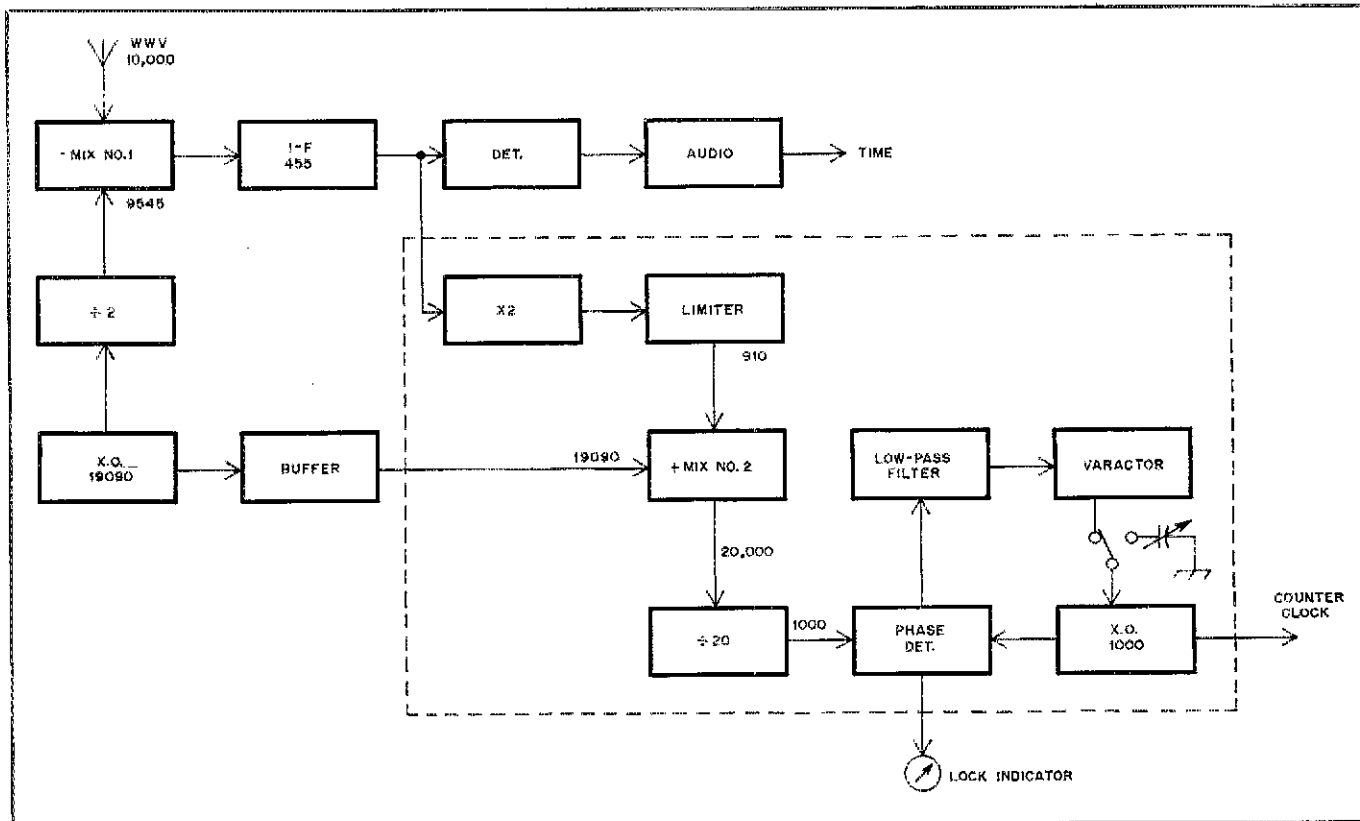 WWV
10,000
- MIX NO.1
I-F
455
DET.
AUDIO
TIME
9545
÷ 2
X2
LIMITER
910
X.O.
19090
BUFFER
19090
+ MIX NO. 2
LOW-PASS
FILTER
VARACTOR
20,000
÷ 20
1000
PHASE
DET.
X.O.
1000
COUNTER
CLOCK
LOCK INDICATOR